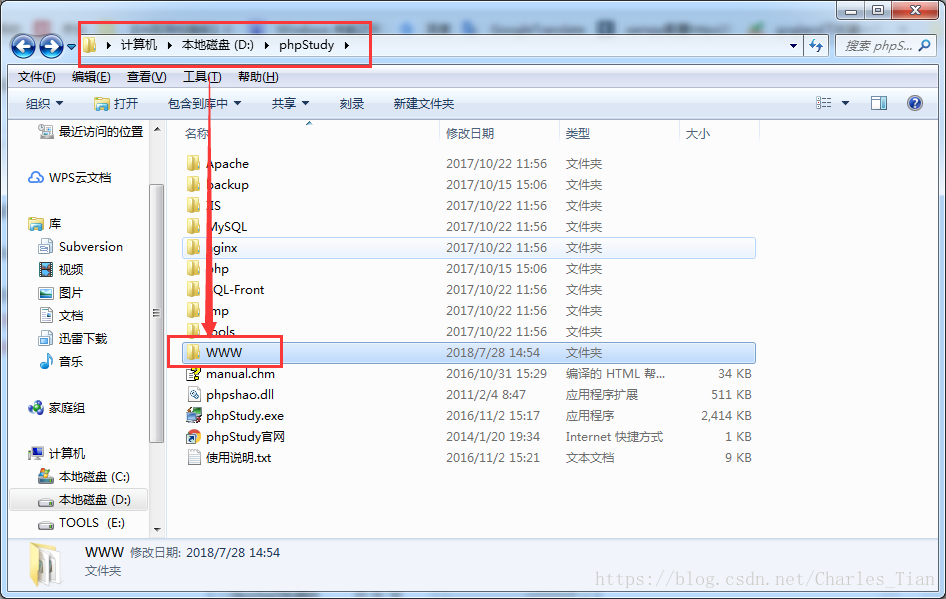 计算机 本地磁盘 (D:) phpStudy 搜索 phpS...
文件(F) 编辑(E) 查看(V) 工具(T) 帮助(H)
组织 打开 包含到库中 共享 刻录 新建文件夹
最近访问的位置
WPS云文档
库
Subversion
视频
图片
文档
迅雷下载
音乐
家庭组
计算机
本地磁盘 (C:)
本地磁盘 (D:)
TOOLS (E:)
名称 修改日期 类型 大小
Apache 2017/10/22 11:56 文件夹
backup 2017/10/15 15:06 文件夹
IIS 2017/10/22 11:56 文件夹
MySQL 2017/10/22 11:56 文件夹
nginx 2017/10/22 11:56 文件夹
php 2017/10/15 15:06 文件夹
SQL-Front 2017/10/22 11:56 文件夹
tmp 2017/10/22 11:56 文件夹
tools 2017/10/22 11:56 文件夹
WWW 2018/7/28 14:54 文件夹
manual.chm 2016/10/31 15:29 编译的 HTML 帮... 34 KB
phpshao.dll 2011/2/4 8:47 应用程序扩展 511 KB
phpStudy.exe 2016/11/2 15:17 应用程序 2,414 KB
phpStudy官网 2014/1/20 19:34 Internet 快捷方式 1 KB
使用说明.txt 2016/11/2 15:21 文本文档 9 KB
WWW 修改日期: 2018/7/28 14:54
文件夹
https://blog.csdn.net/Charles_Tian